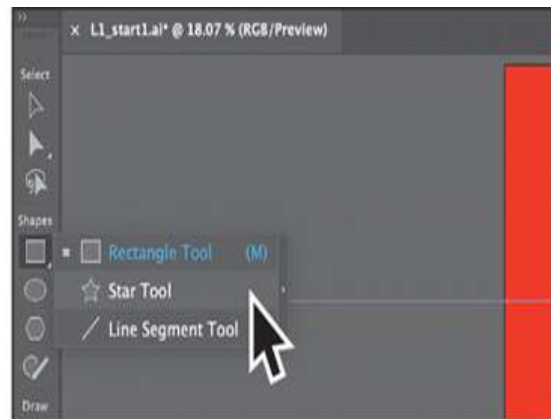 × L1_start1.ai* @ 18.07 % (RGB/Preview)
Select
Shapes
Rectangle Tool (M)
Star Tool
Line Segment Tool
Draw